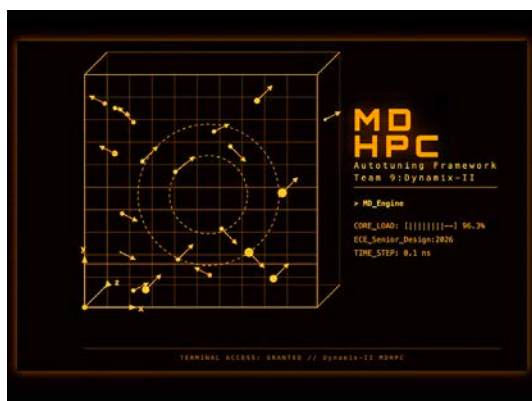 MD
HPC
Autotuning Framework
Team 9:Dynamix-II
> MD_Engine
CORE_LOAD: [||||||||——] 96.3%
ECE_Senior_Design:2026
TIME_STEP: 0.1 ns
y
z
x
TERMINAL ACCESS: GRANTED // Dynamix-II MDHPC